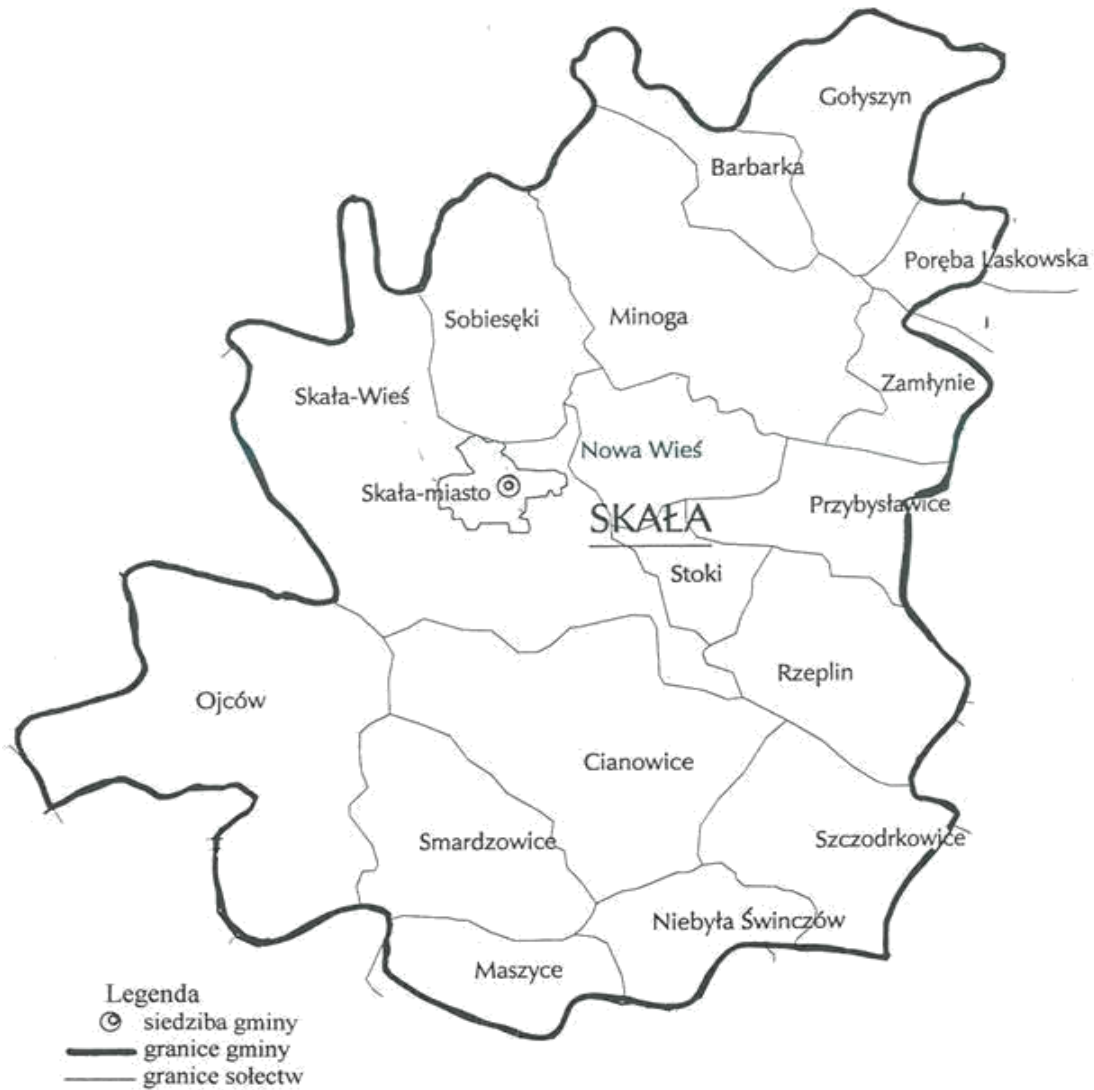 Gołyszyn
Barbarka
Poręba Laskowska
Sobiesęki
Minoga
Zamłynie
Skała-Wieś
Nowa Wieś
Skała-miasto
Przybysławice
SKAŁA
Stoki
Rzeplin
Ojców
Cianowice
Smardzowice
Szczodrkowice
Niebyła Świnczów
Maszyce
Legenda
siedziba gminy
granice gminy
granice sołectw